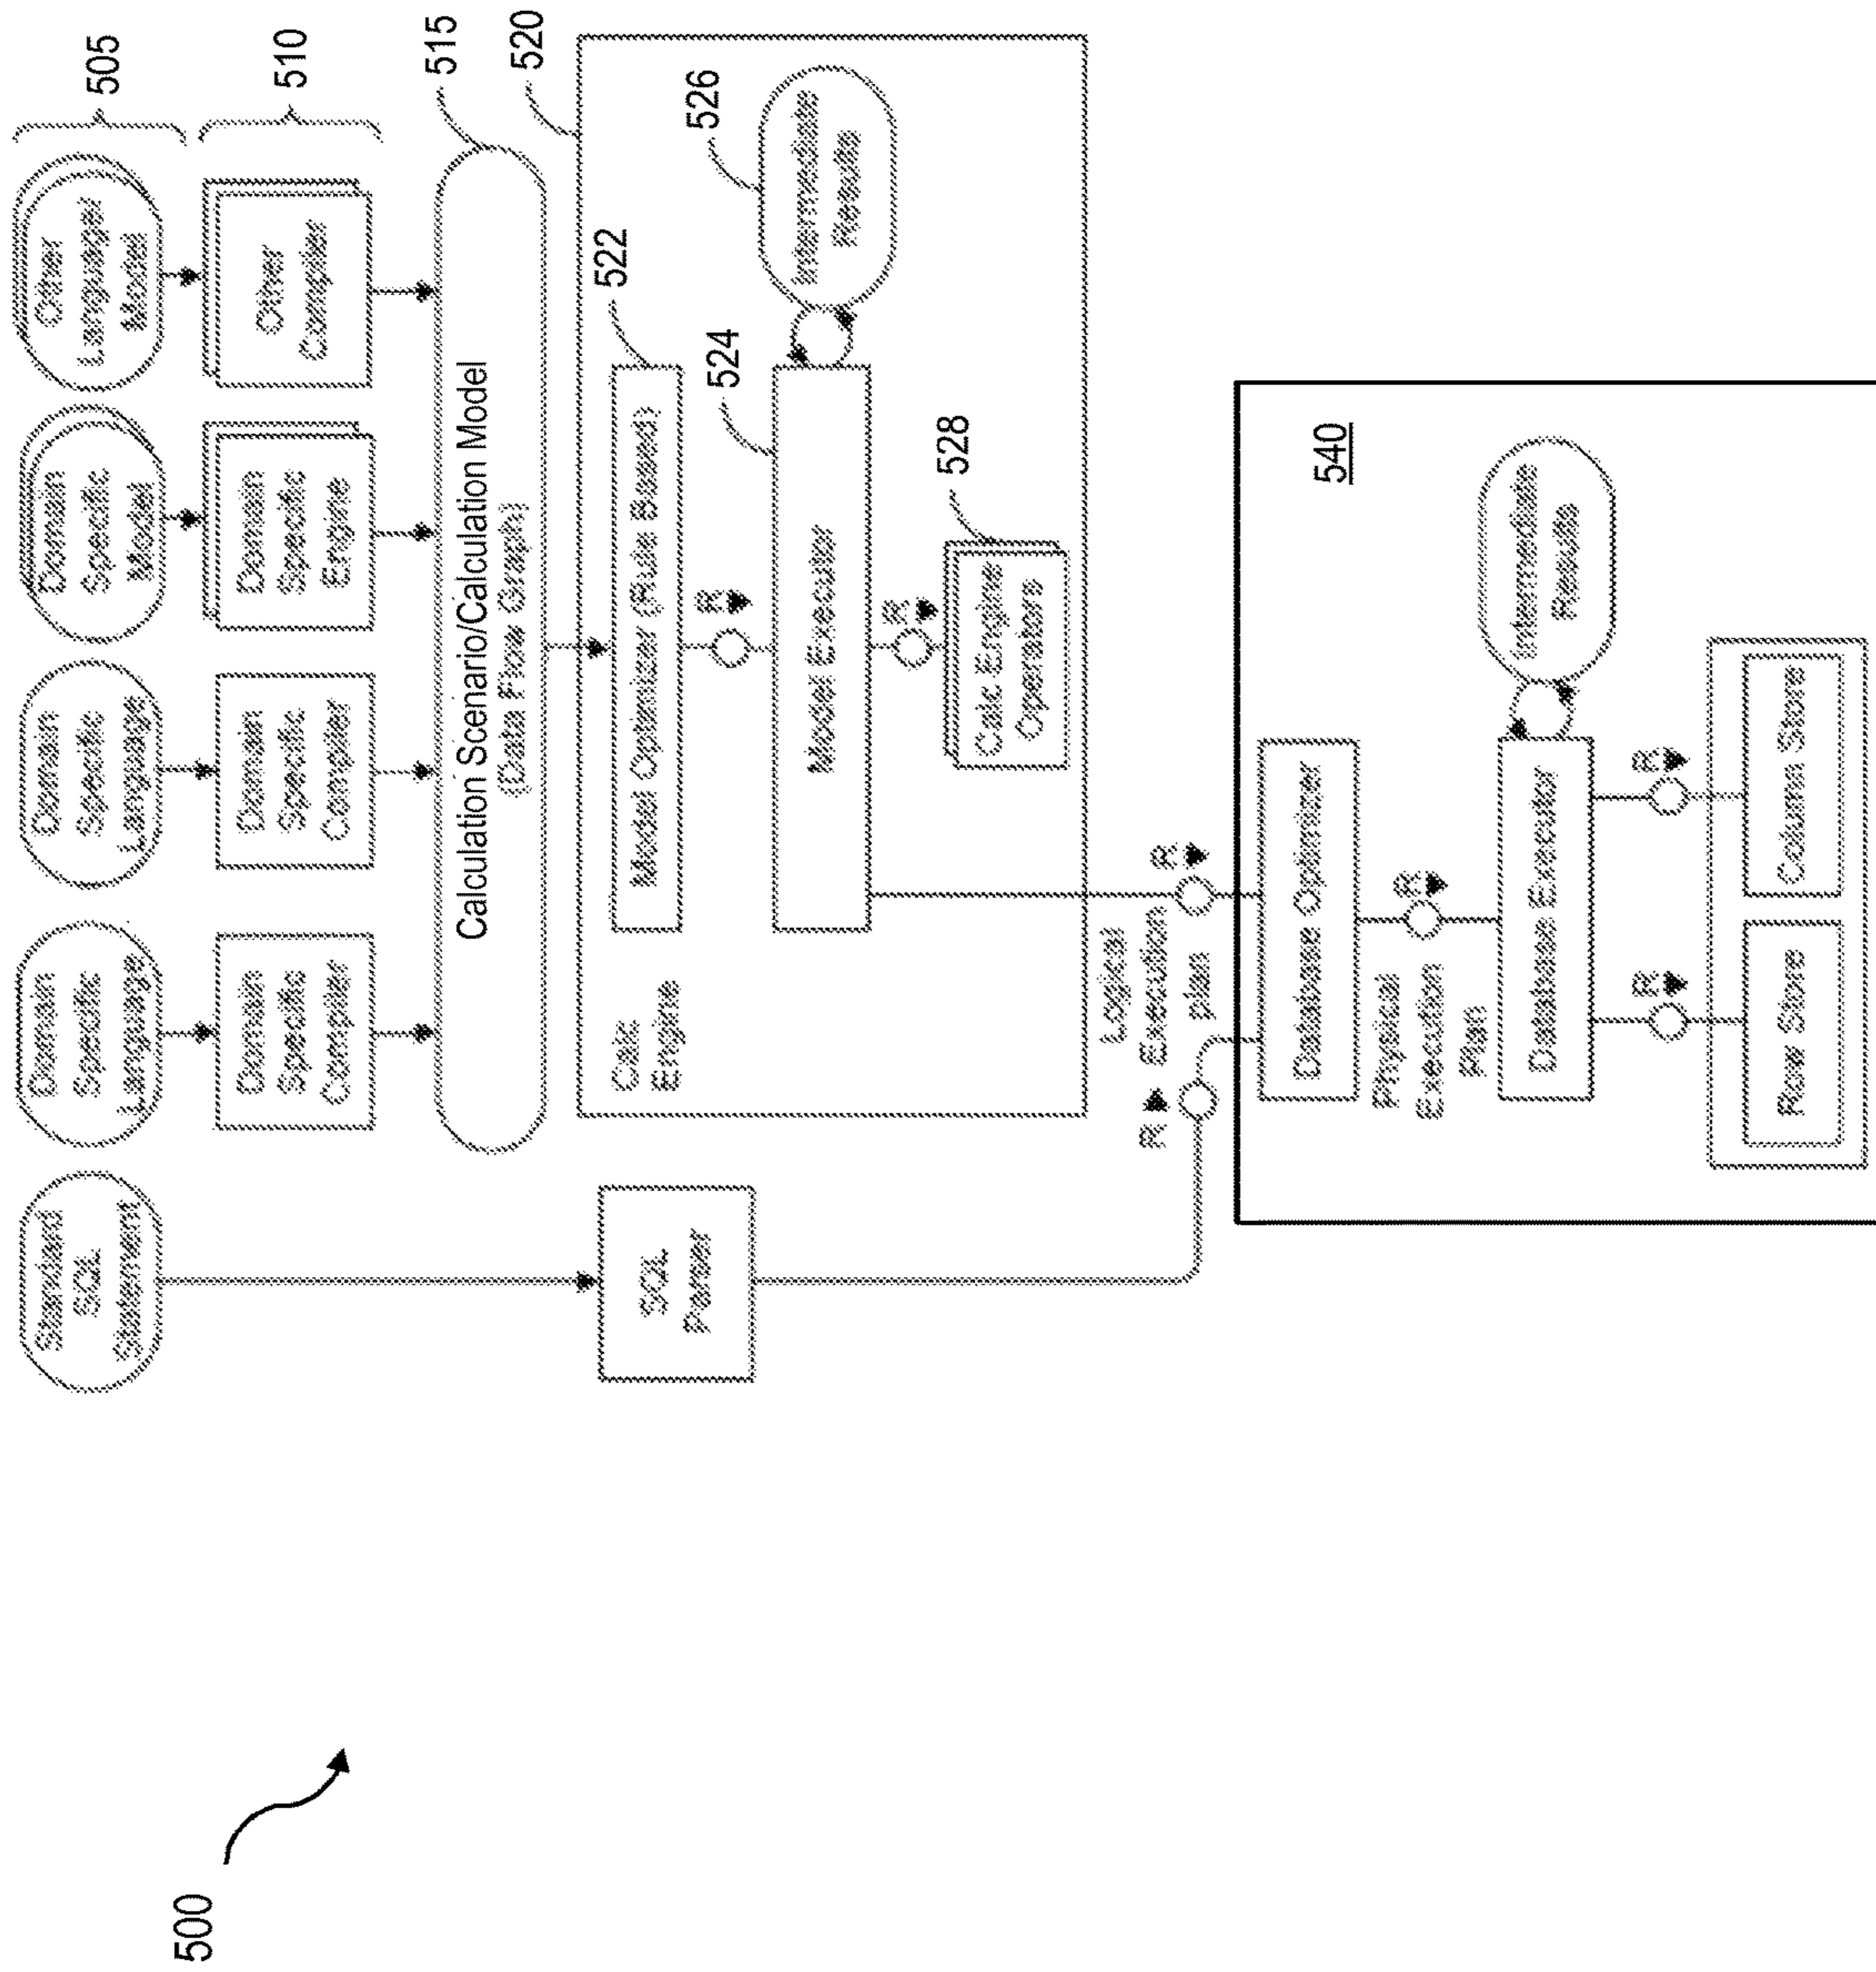 500
505
510
515
520
Standard
SQL
Statement
Domain
Specific
Language
Domain
Specific
Language
Domain
Specific
Model
Other
Language/
Model
Domain
Specific
Compiler
Domain
Specific
Compiler
Domain
Specific
Engine
Other
Compiler
Calculation Scenario/Calculation Model
(Data Flow Graph)
SQL
Parser
Calc
Engine
522
Model Optimizer (Rule Based)
R
524
Model Executor
526
Intermediate
Results
R
528
Calc Engine
Operators
R
Logical
Execution
plan
R
540
Database Optimizer
Physical
Execution
Plan
R
Database Executor
Intermediate
Results
R
R
Row Store
Column Store